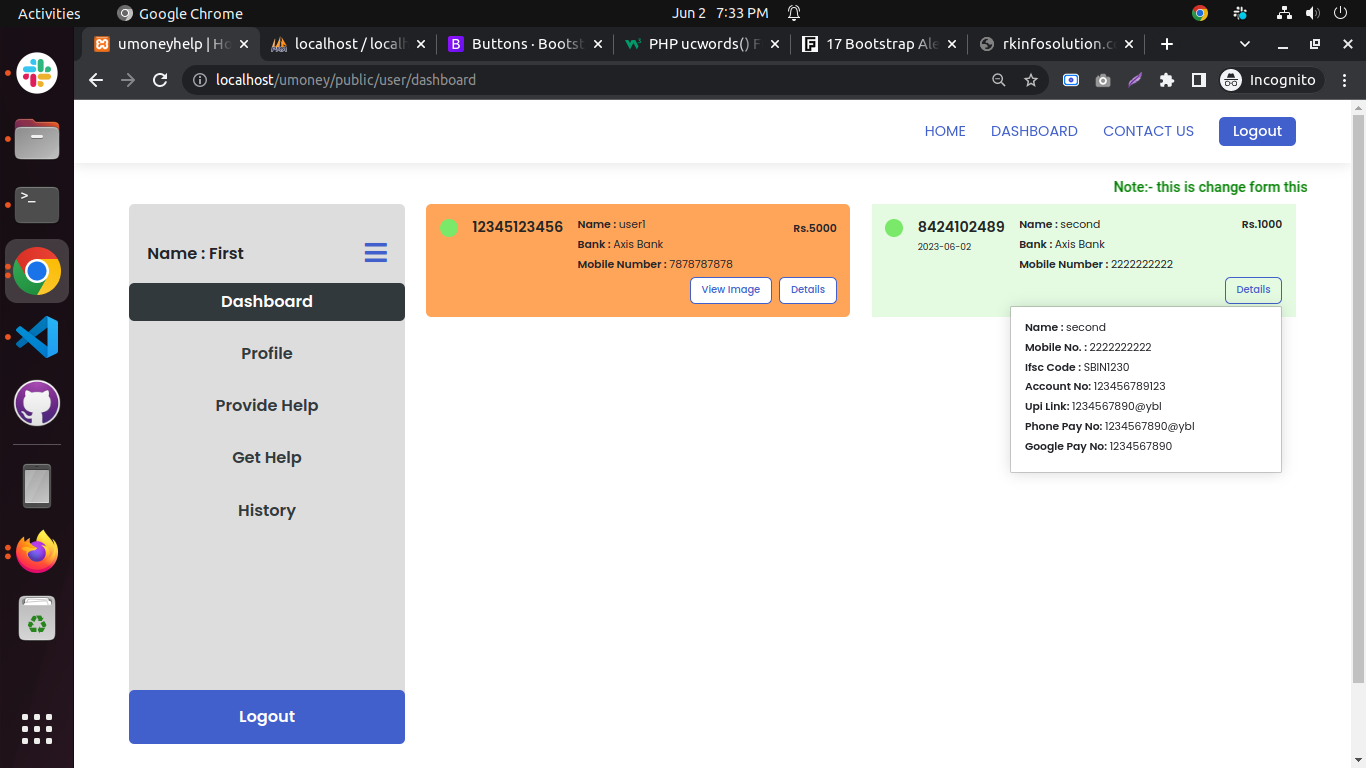 Activities
Google Chrome
Jun 2 7:33 PM
umoneyhelp | Ho
localhost / localh
Buttons · Bootst
PHP ucwords() F
17 Bootstrap Ale
rkinfosolution.c
localhost/umoney/public/user/dashboard
Incognito
HOME
DASHBOARD
CONTACT US
Logout
Note:- this is change form this
Name : First
Dashboard
Profile
Provide Help
Get Help
History
Logout
12345123456
Name : user1
Bank : Axis Bank
Mobile Number : 7878787878
Rs.5000
View Image
Details
8424102489
2023-06-02
Name : second
Bank : Axis Bank
Mobile Number : 2222222222
Rs.1000
Details
Name : second
Mobile No. : 2222222222
Ifsc Code : SBIN1230
Account No: 123456789123
Upi Link: 1234567890@ybl
Phone Pay No: 1234567890@ybl
Google Pay No: 1234567890